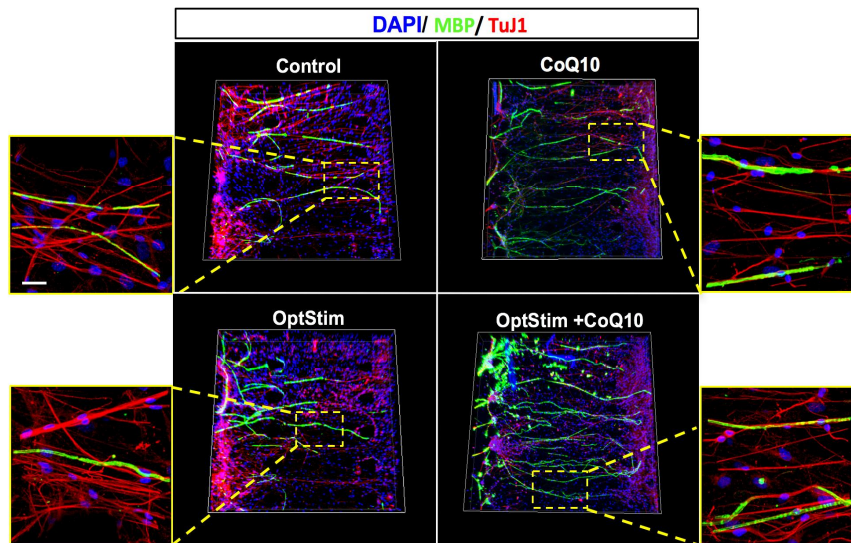 DAPI/ MBP/ TuJ1
Control
CoQ10
OptStim
OptStim +CoQ10